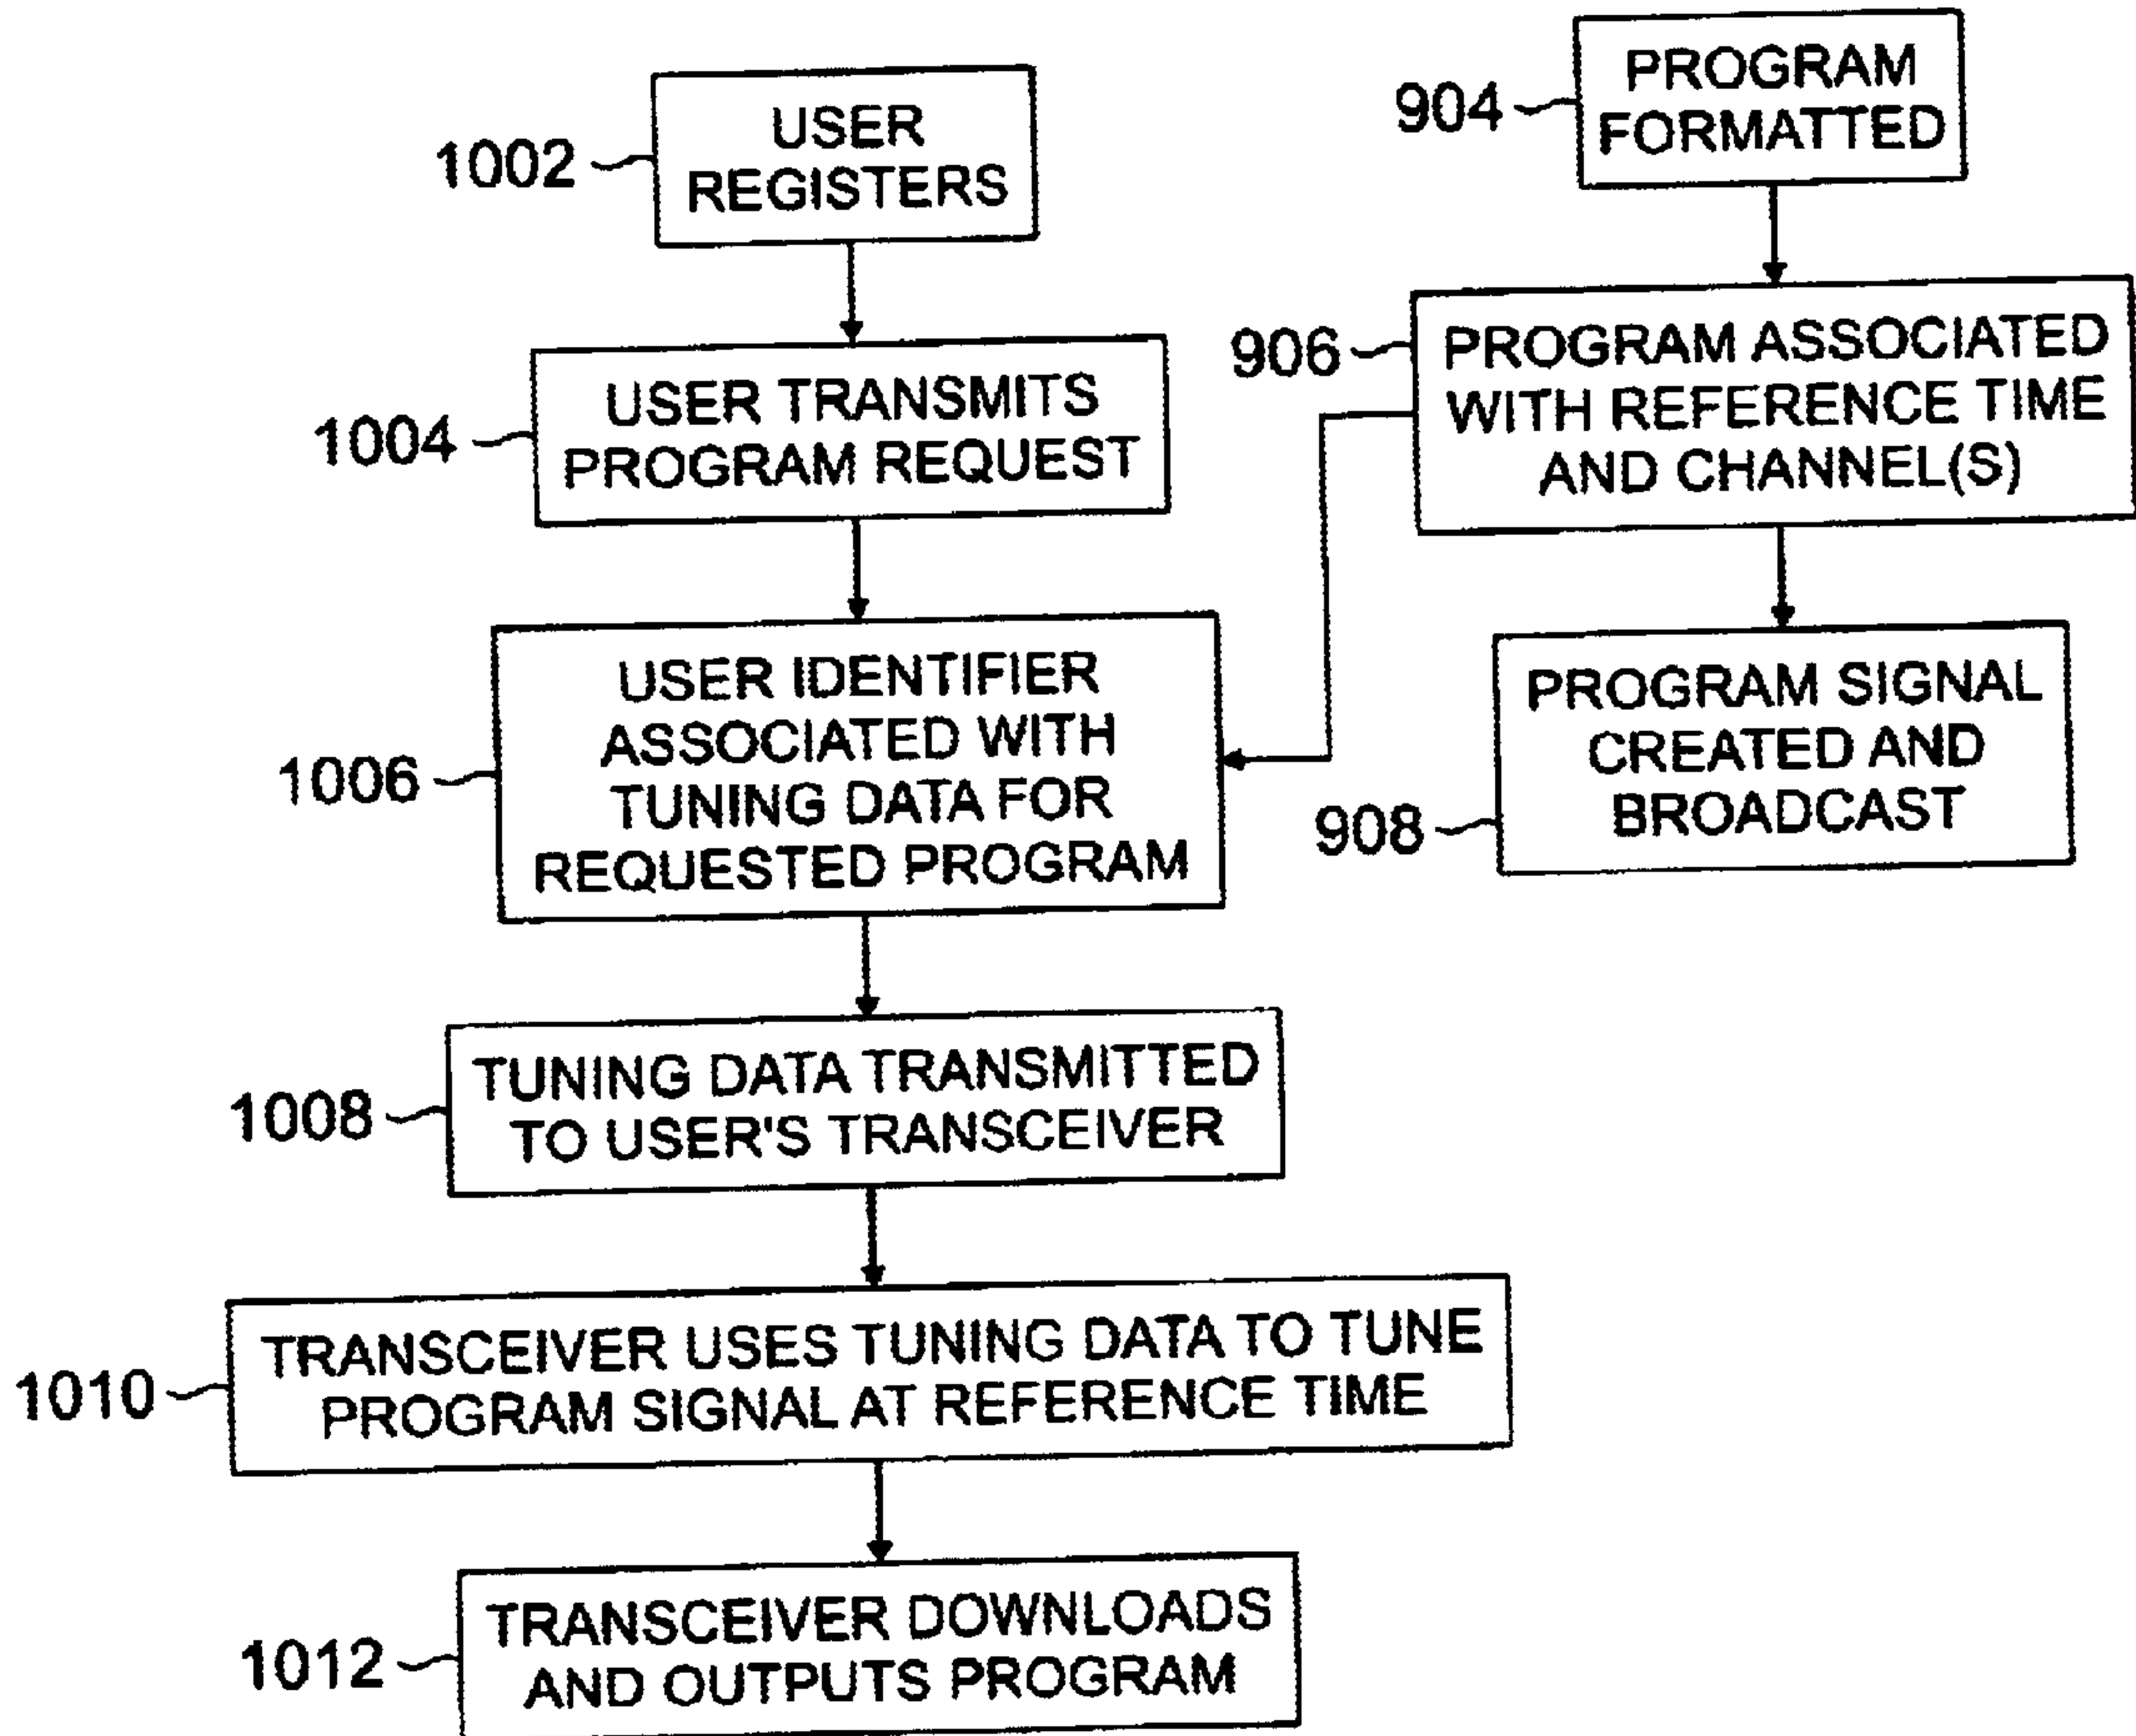 1002
USER
REGISTERS
1004
USER TRANSMITS
PROGRAM REQUEST
1006
USER IDENTIFIER
ASSOCIATED WITH
TUNING DATA FOR
REQUESTED PROGRAM
1008
TUNING DATA TRANSMITTED
TO USER'S TRANSCEIVER
1010
TRANSCEIVER USES TUNING DATA TO TUNE
PROGRAM SIGNAL AT REFERENCE TIME
1012
TRANSCEIVER DOWNLOADS
AND OUTPUTS PROGRAM
904
PROGRAM
FORMATTED
906
PROGRAM ASSOCIATED
WITH REFERENCE TIME
AND CHANNEL(S)
908
PROGRAM SIGNAL
CREATED AND
BROADCAST